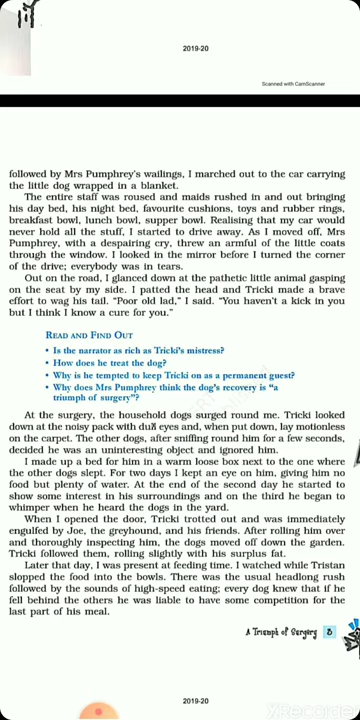 2019-20
Scanned with CamScanner
followed by Mrs Pumphrey's wailings, I marched out to the car carrying
the little dog wrapped in a blanket.
The entire staff was roused and maids rushed in and out bringing
his day bed, his night bed, favourite cushions, toys and rubber rings,
breakfast bowl, lunch bowl, supper bowl. Realising that my car would
never hold all the stuff, I started to drive away. As I moved off, Mrs
Pumphrey, with a despairing cry, threw an armful of the little coats
through the window. I looked in the mirror before I turned the corner
of the drive; everybody was in tears.
Out on the road, I glanced down at the pathetic little animal gasping
on the seat by my side. I patted the head and Tricki made a brave
effort to wag his tail. “Poor old lad,” I said. “You haven't a kick in you
but I think I know a cure for you.”
READ AND FIND OUT
• Is the narrator as rich as Tricki's mistress?
• How does he treat the dog?
• Why is he tempted to keep Tricki on as a permanent guest?
• Why does Mrs Pumphrey think the dog's recovery is “a
triumph of surgery”?
At the surgery, the household dogs surged round me. Tricki looked
down at the noisy pack with dull eyes and, when put down, lay motionless
on the carpet. The other dogs, after sniffing round him for a few seconds,
decided he was an uninteresting object and ignored him.
I made up a bed for him in a warm loose box next to the one where
the other dogs slept. For two days I kept an eye on him, giving him no
food but plenty of water. At the end of the second day he started to
show some interest in his surroundings and on the third he began to
whimper when he heard the dogs in the yard.
When I opened the door, Tricki trotted out and was immediately
engulfed by Joe, the greyhound, and his friends. After rolling him over
and thoroughly inspecting him, the dogs moved off down the garden.
Tricki followed them, rolling slightly with his surplus fat.
Later that day, I was present at feeding time. I watched while Tristan
slopped the food into the bowls. There was the usual headlong rush
followed by the sounds of high-speed eating; every dog knew that if he
fell behind the others he was liable to have some competition for the
last part of his meal.
A Triumph of Surgery 3
2019-20
XRecorder